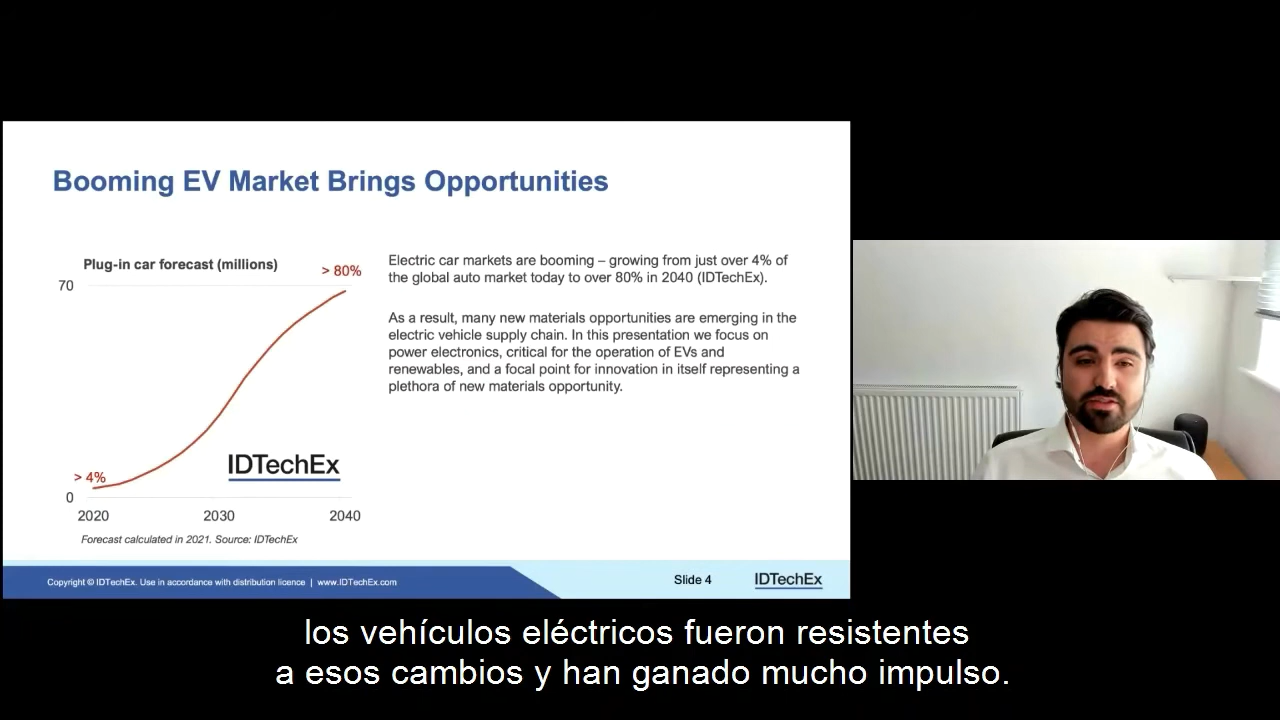 Booming EV Market Brings Opportunities
Plug-in car forecast (millions)
> 80%
70
> 4%
0
IDTechEx
2020 2030 2040
Forecast calculated in 2021. Source: IDTechEx
Electric car markets are booming – growing from just over 4% of
the global auto market today to over 80% in 2040 (IDTechEx).
As a result, many new materials opportunities are emerging in the
electric vehicle supply chain. In this presentation we focus on
power electronics, critical for the operation of EVs and
renewables, and a focal point for innovation in itself representing a
plethora of new materials opportunity.
Copyright © IDTechEx. Use in accordance with distribution licence | www.IDTechEx.com
Slide 4
IDTechEx
los vehículos eléctricos fueron resistentes
a esos cambios y han ganado mucho impulso.